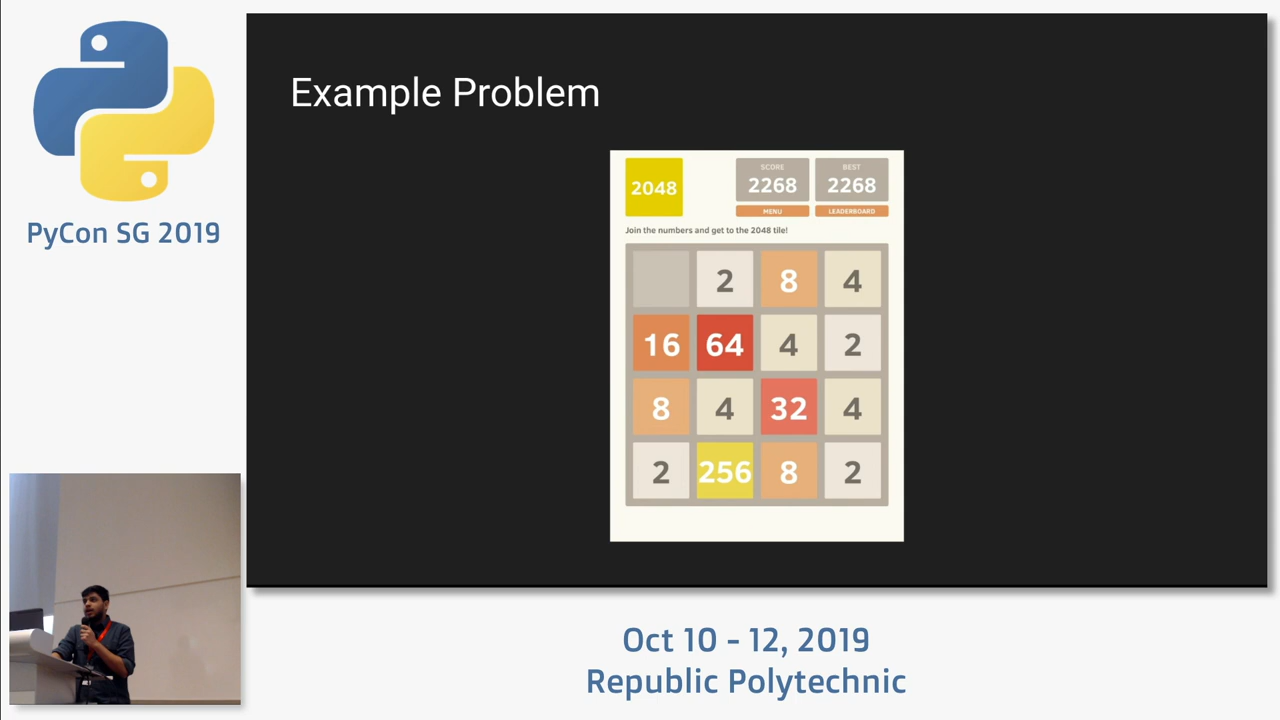 PyCon SG 2019
Example Problem
2048
SCORE
2268
BEST
2268
MENU
LEADERBOARD
Join the numbers and get to the 2048 tile!
2 8 4
16 64 4 2
8 4 32 4
2 256 8 2
Oct 10 - 12, 2019
Republic Polytechnic